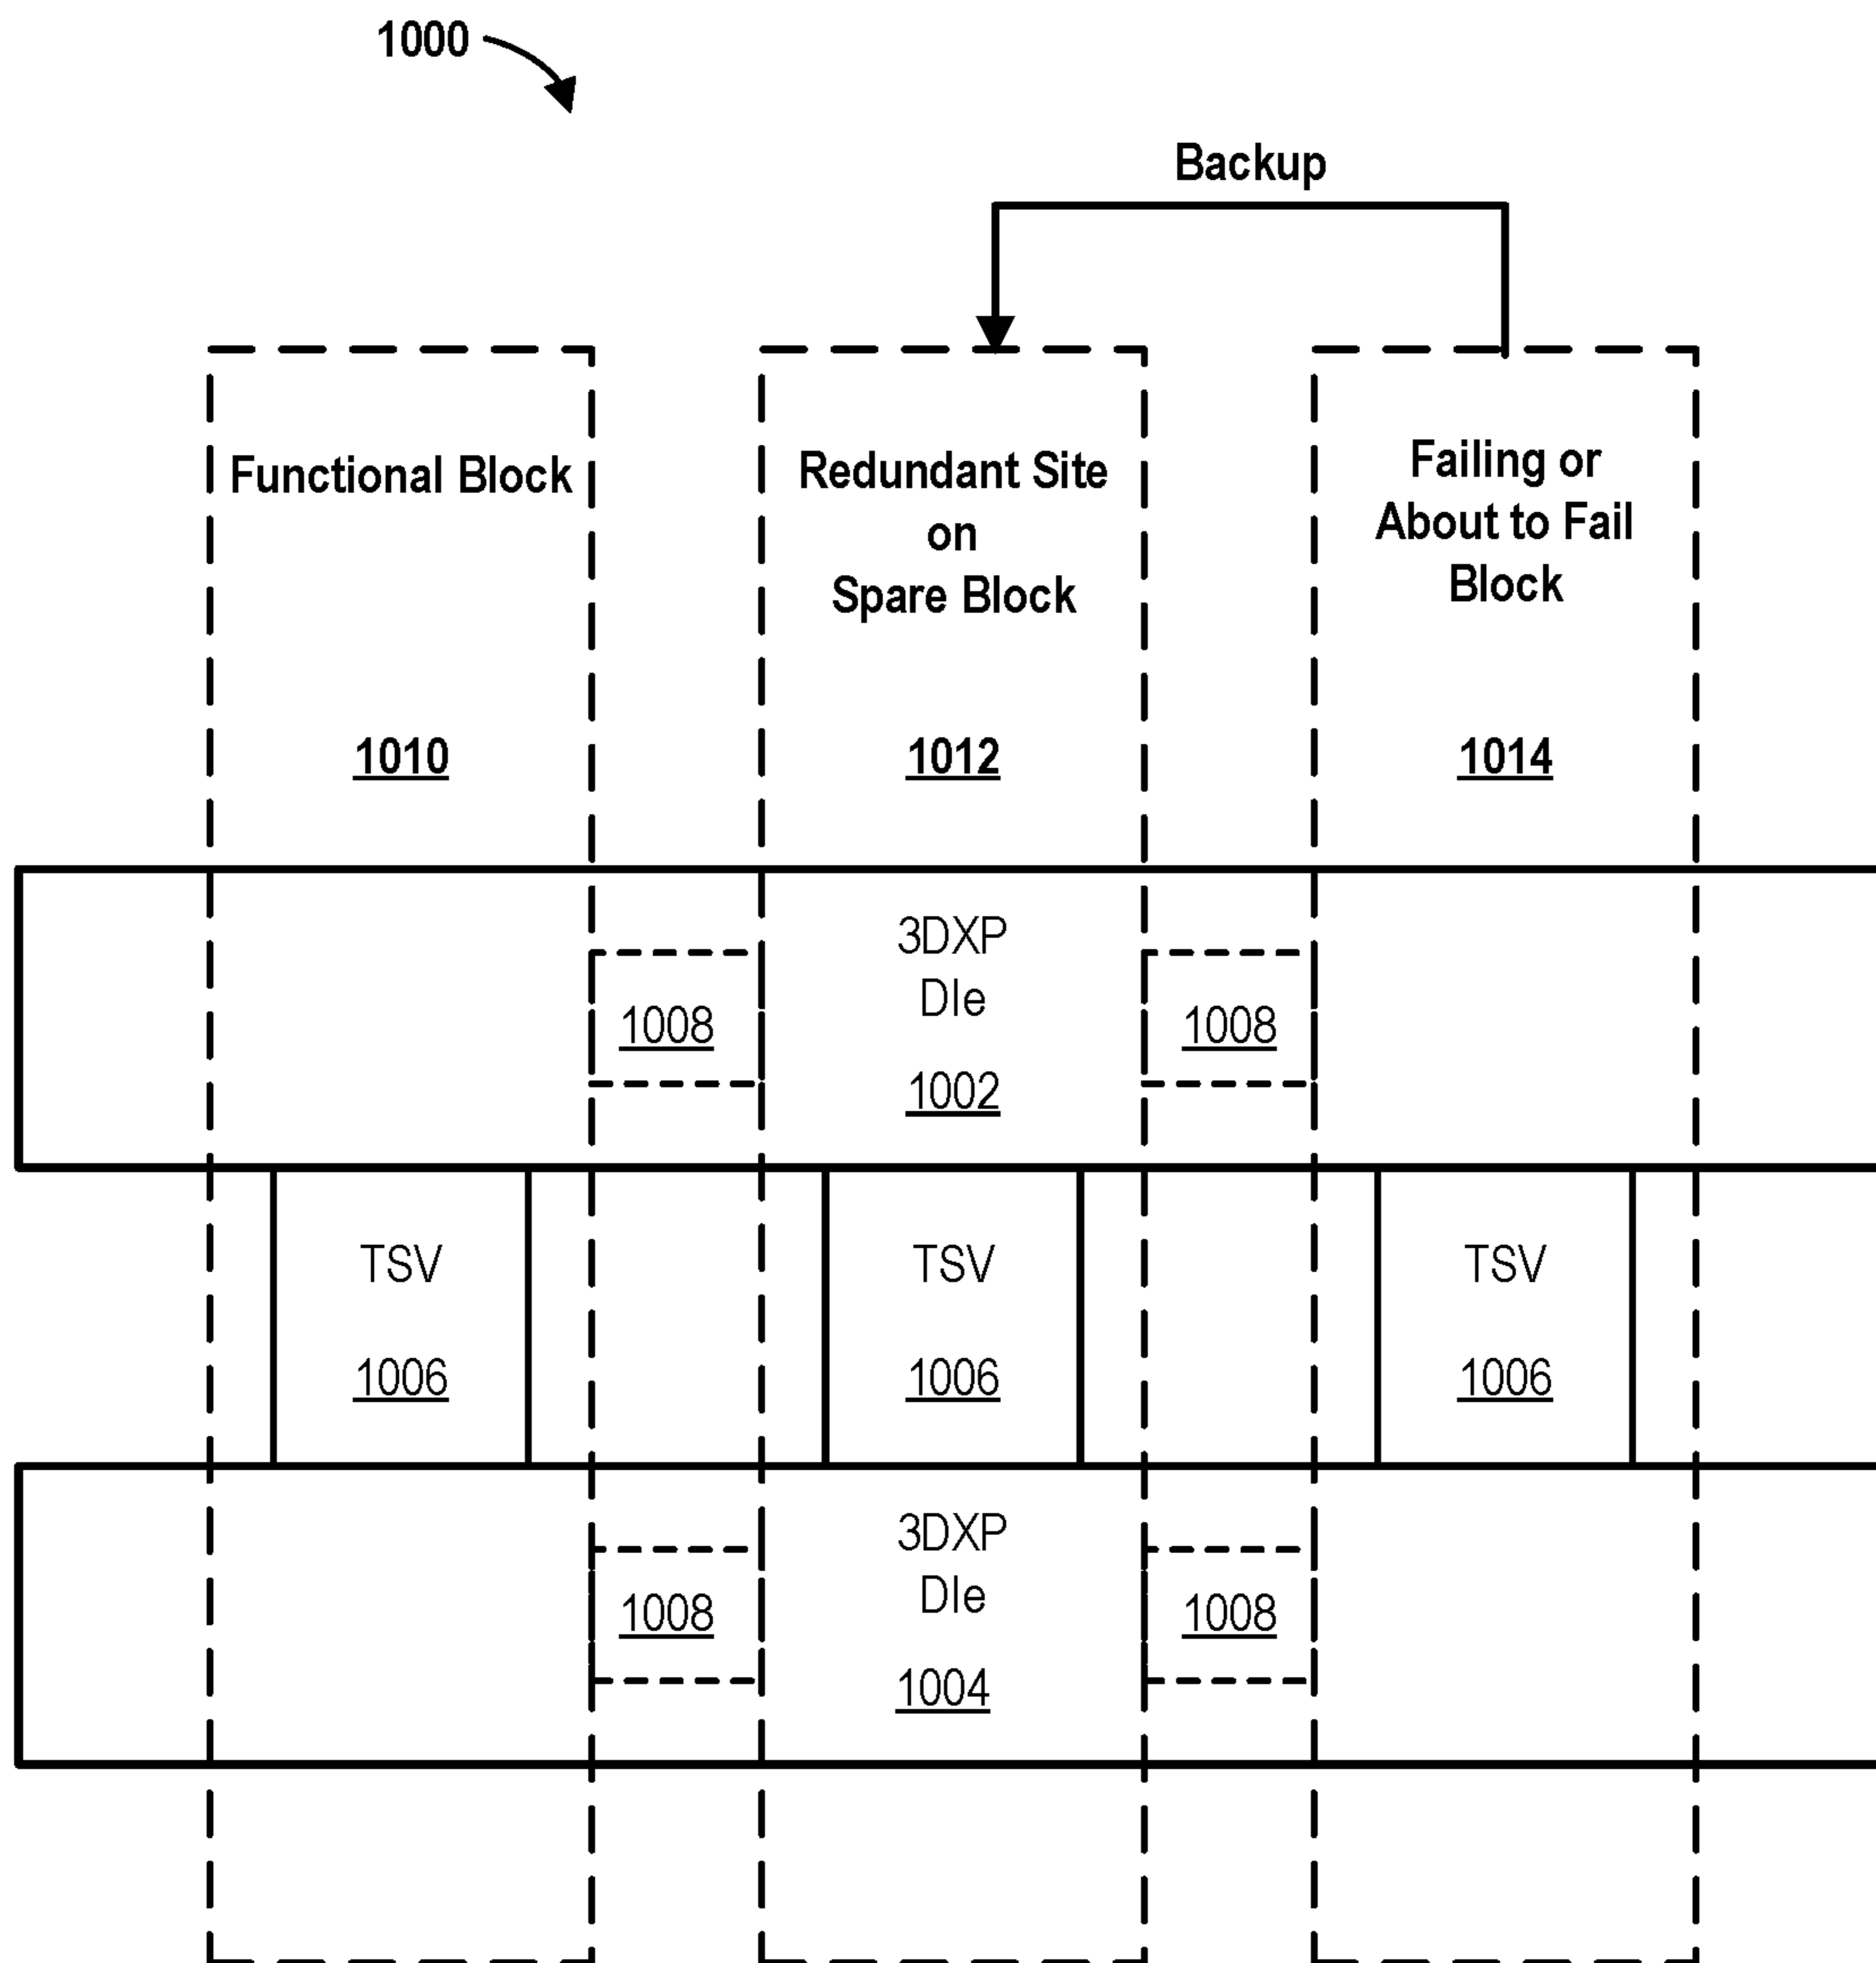 1000
Backup
Functional Block
1010
Redundant Site
on
Spare Block
1012
Failing or
About to Fail
Block
1014
3DXP
DIe
1002
1008
1008
TSV
1006
TSV
1006
TSV
1006
3DXP
DIe
1004
1008
1008